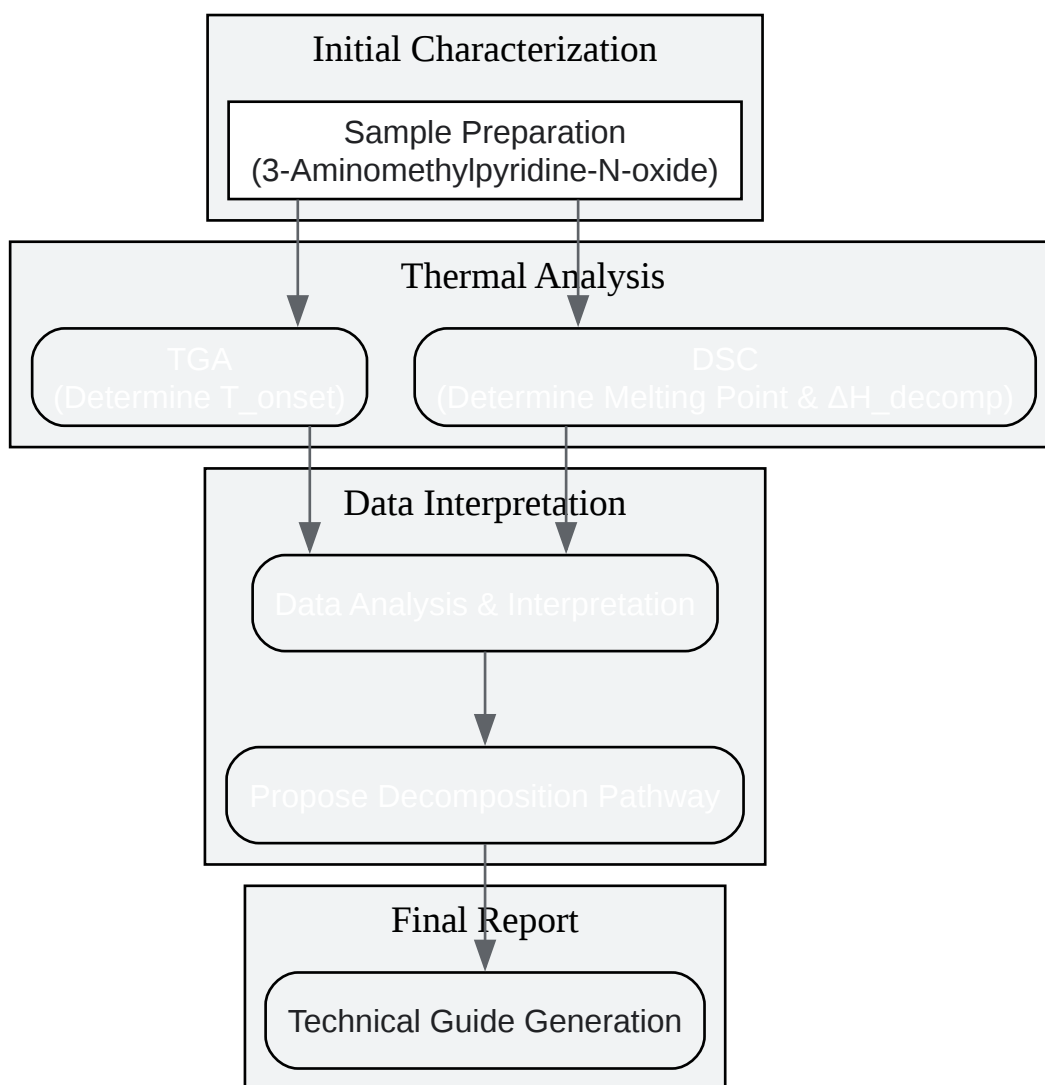 Initial Characterization
Sample Preparation
(3-Aminomethylpyridine-N-oxide)
Thermal Analysis
TGA
(Determine T_onset)
DSC
(Determine Melting Point & ΔH_decomp)
Data Interpretation
Data Analysis & Interpretation
Propose Decomposition Pathway
Final Report
Technical Guide Generation